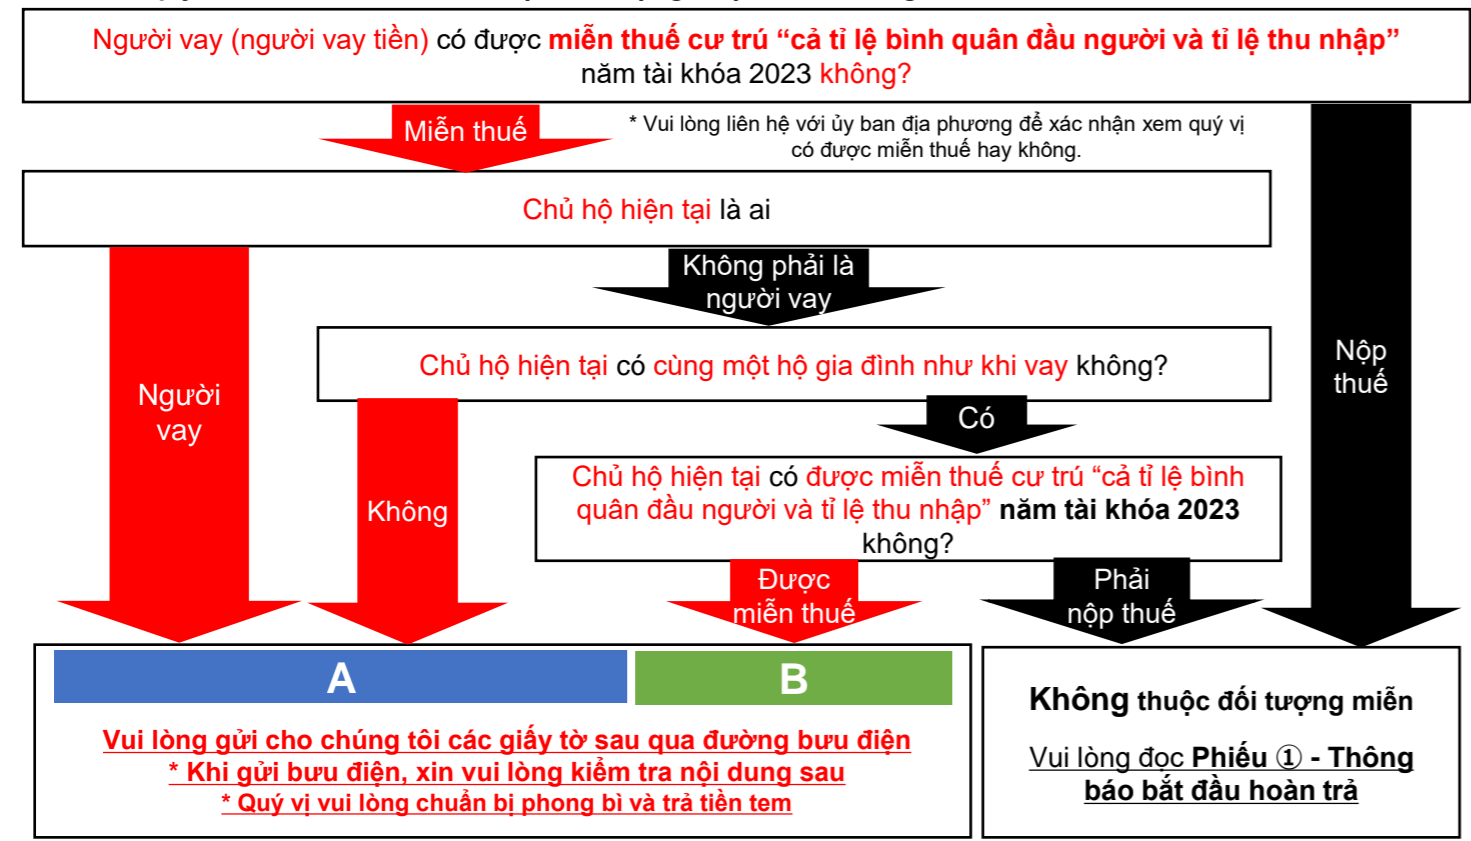 Người vay (người vay tiền) có được miễn thuế cư trú “cả tỉ lệ bình quân đầu người và tỉ lệ thu nhập”
năm tài khóa 2023 không?
Miễn thuế
* Vui lòng liên hệ với ủy ban địa phương để xác nhận xem quý vị
có được miễn thuế hay không.
Chủ hộ hiện tại là ai
Không phải là
người vay
Nộp
thuế
Chủ hộ hiện tại có cùng một hộ gia đình như khi vay không?
Người
vay
Có
Chủ hộ hiện tại có được miễn thuế cư trú “cả tỉ lệ bình
quân đầu người và tỉ lệ thu nhập” năm tài khóa 2023
không?
Không
Được
miễn thuế
Phải
nộp thuế
A
B
Vui lòng gửi cho chúng tôi các giấy tờ sau qua đường bưu điện
* Khi gửi bưu điện, xin vui lòng kiểm tra nội dung sau
* Quý vị vui lòng chuẩn bị phong bì và trả tiền tem
Không thuộc đối tượng miễn
Vui lòng đọc Phiếu ① - Thông
báo bắt đầu hoàn trả